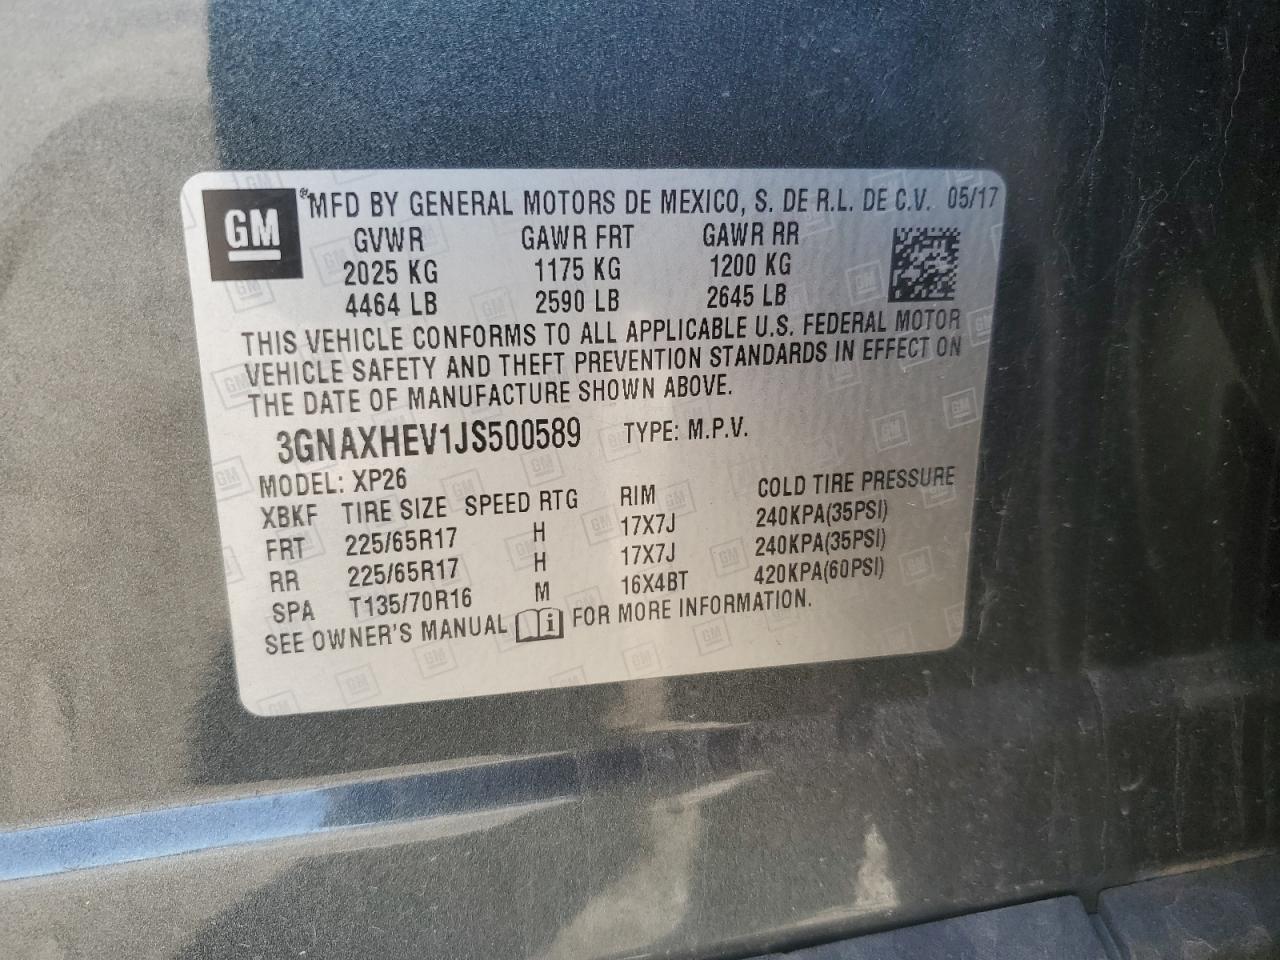 GM
MFD BY GENERAL MOTORS DE MEXICO, S. DE R.L. DE C.V. 05/17
GVWR GAWR FRT GAWR RR
2025 KG 1175 KG 1200 KG
4464 LB 2590 LB 2645 LB
THIS VEHICLE CONFORMS TO ALL APPLICABLE U.S. FEDERAL MOTOR
VEHICLE SAFETY AND THEFT PREVENTION STANDARDS IN EFFECT ON
THE DATE OF MANUFACTURE SHOWN ABOVE.
3GNAXHEV1JS500589 TYPE: M.P.V.
MODEL: XP26
XBKF TIRE SIZE SPEED RTG RIM COLD TIRE PRESSURE
FRT 225/65R17 H 17X7J 240KPA(35PSI)
RR 225/65R17 H 17X7J 240KPA(35PSI)
SPA T135/70R16 M 16X4BT 420KPA(60PSI)
SEE OWNER'S MANUAL i FOR MORE INFORMATION.